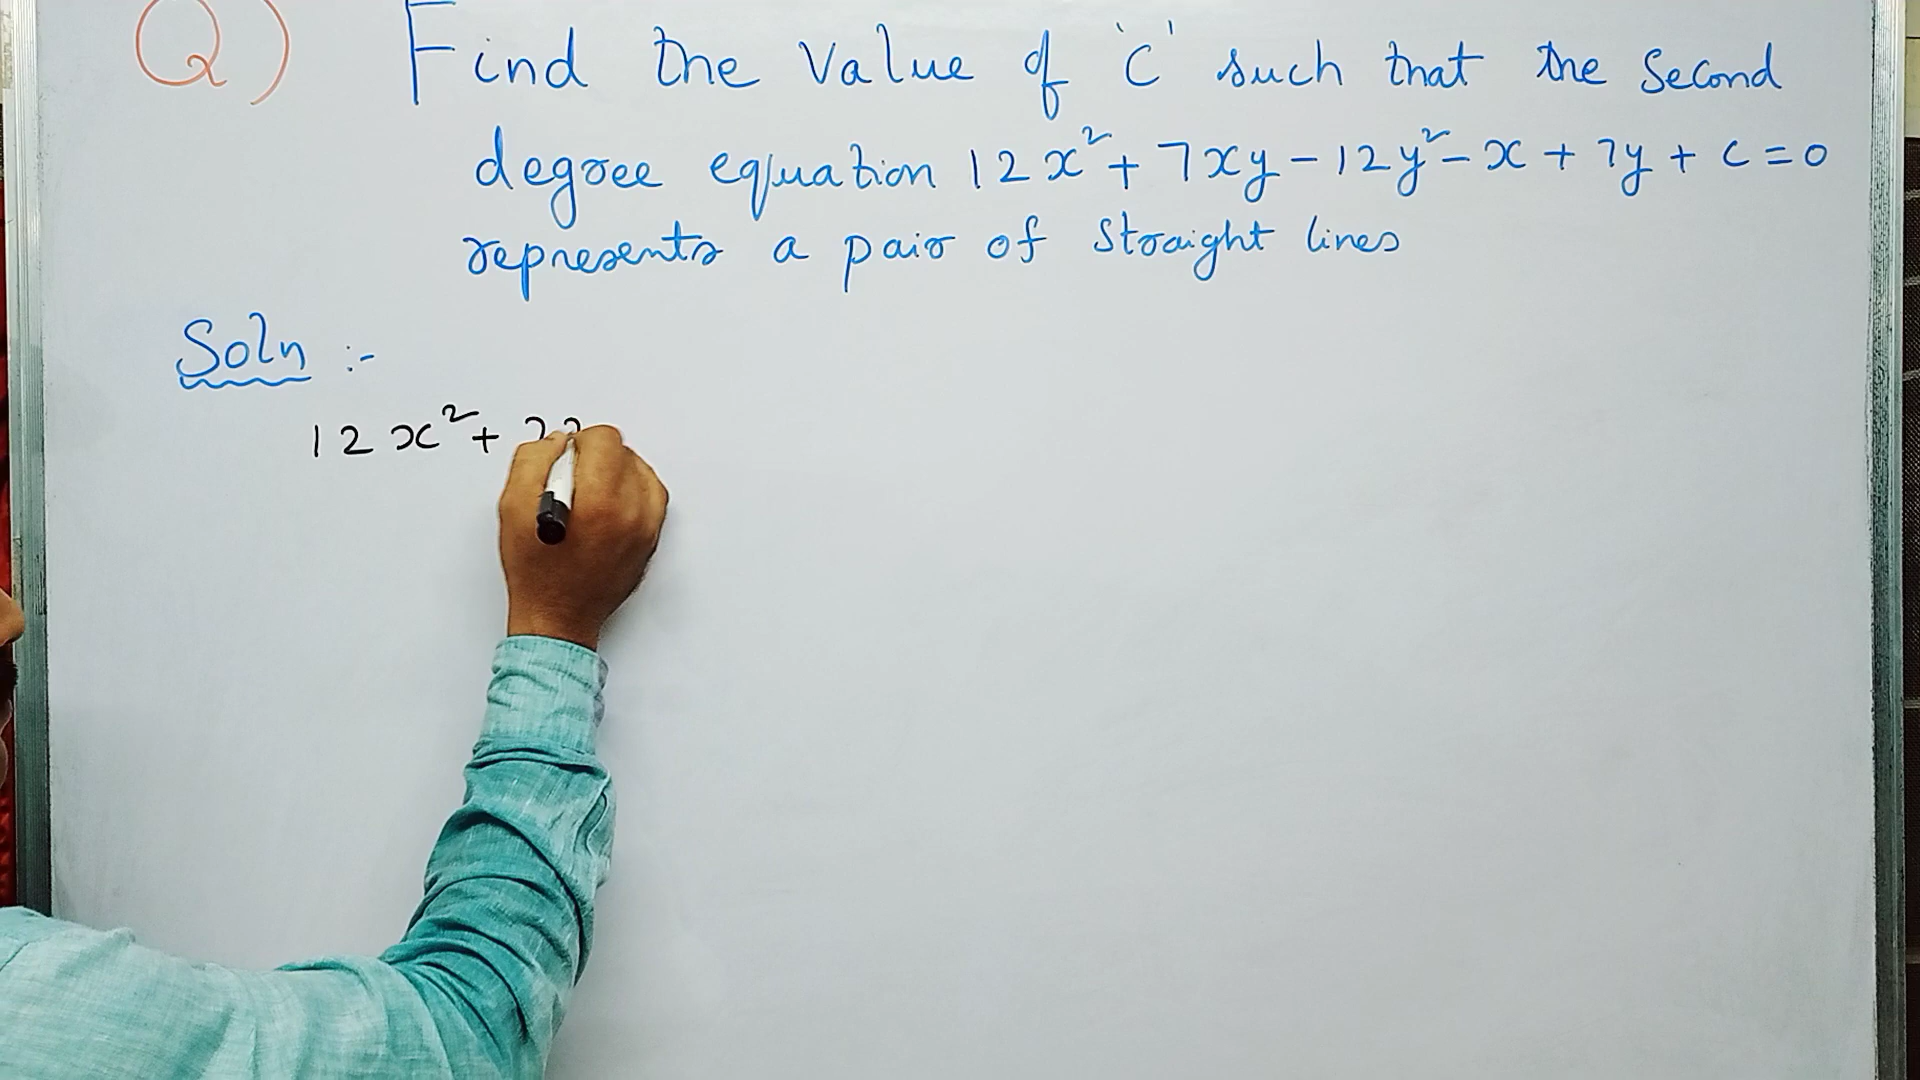 Q) Find the Value of 'c' such that the Second
degree equation 12x² + 7xy - 12y² - x + 7y + c = 0
represents a pair of Straight lines
Soln :-
12x² + 7